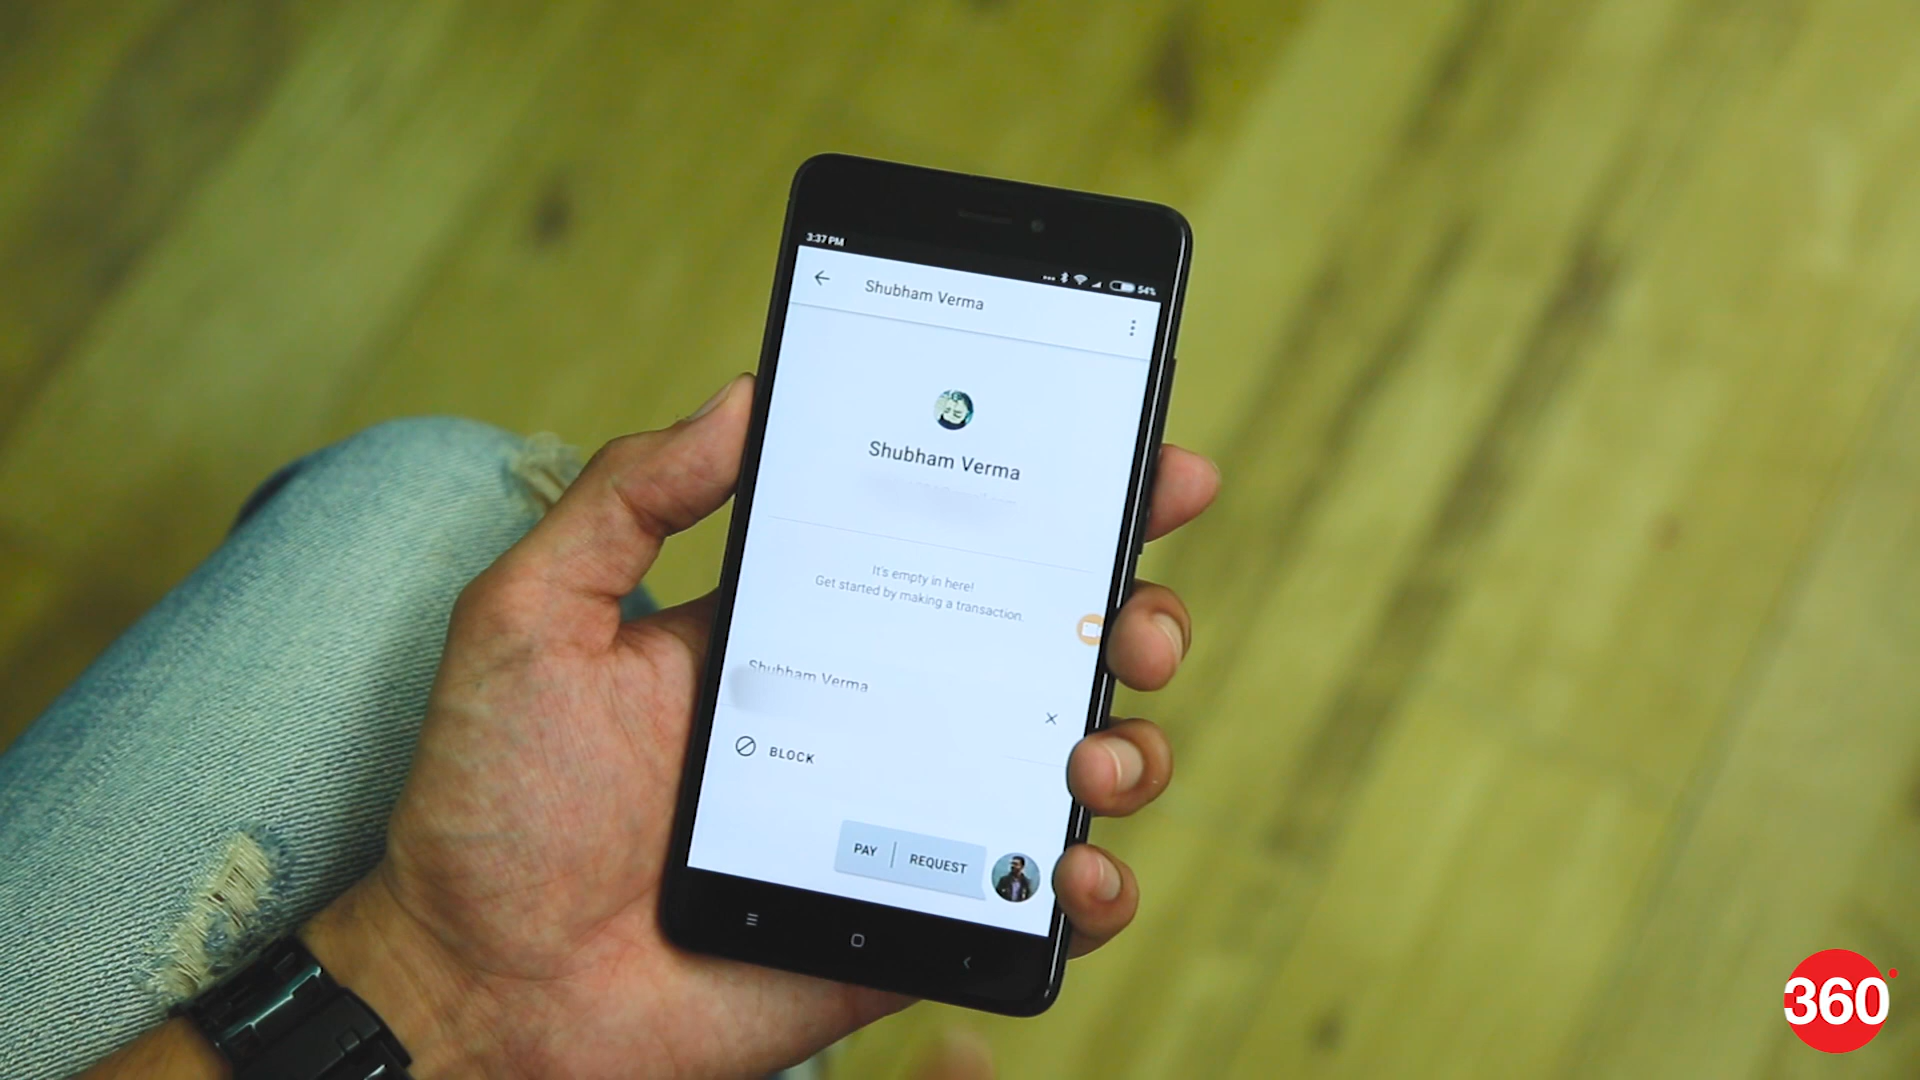 3:37 PM
54%
Shubham Verma
Shubham Verma
It's empty in here!
Get started by making a transaction.
Shubham Verma
BLOCK
PAY
REQUEST
360